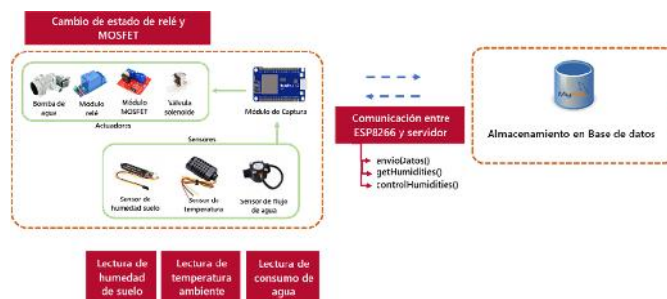 Cambio de estado de relé y
MOSFET
Bomba de
agua
Modulo
relé
Módulo
MOSFET
Válvula
solenoide
Actuadores
Módulo de Captura
Sensores
Sensor de
humedad suelo
Sensor de
temperatura
Sensor de flujo
de agua
Comunicación entre
ESP8266 y servidor
envioDatos()
getHumidities()
controlHumidities()
Almacenamiento en Base de datos
Lectura de
humedad
de suelo
Lectura de
temperatura
ambiente
Lectura de
consumo de
agua